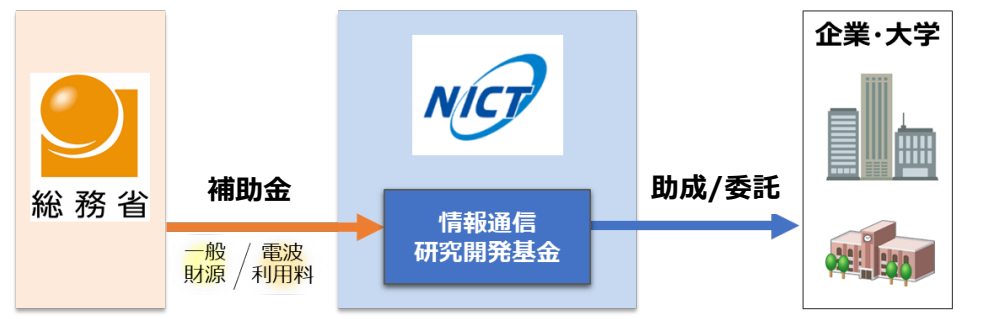 総務省
補助金
一般財源/電波利用料
NICT
情報通信
研究開発基金
助成/委託
企業・大学